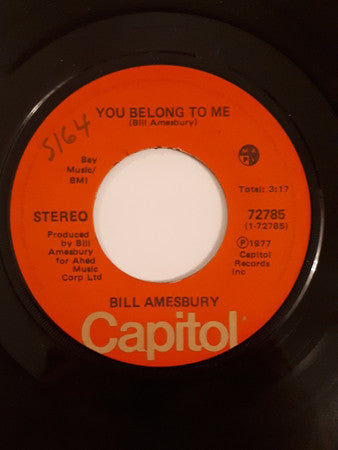 YOU BELONG TO ME
(Bill Amesbury)
5164
Bay
Music/
BMI
Total: 3:17
STEREO
72785
(1-72785)
Produced
by Bill
Amesbury
for Ahed
Music
Corp Ltd
℗1977
Capitol
Records
Inc
BILL AMESBURY
Capitol